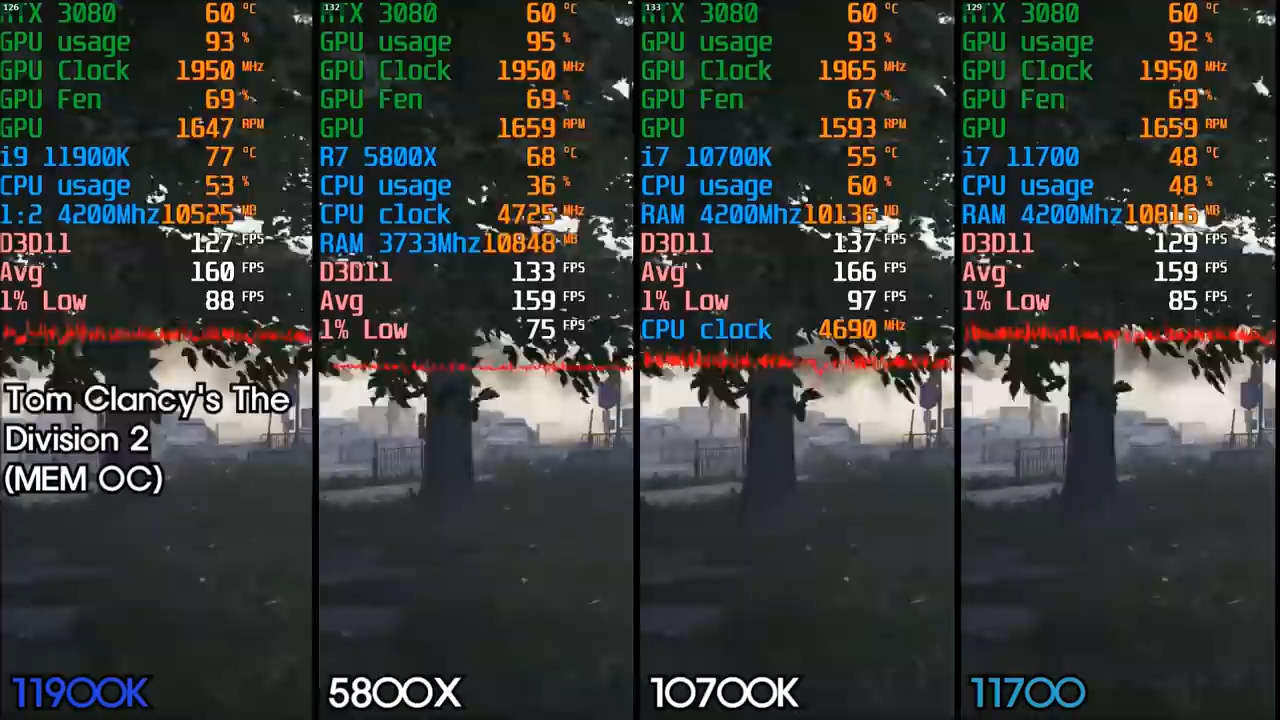 126
RTX 3080 60 °C
GPU usage 93 %
GPU Clock 1950 MHz
GPU Fen 69 %
GPU 1647 RPM
i9 11900K 77 °C
CPU usage 53 %
1:2 4200Mhz 10525 MB
D3D11 127 FPS
Avg 160 FPS
1% Low 88 FPS
Tom Clancy's The
Division 2
(MEM OC)
11900K
132
RTX 3080 60 °C
GPU usage 95 %
GPU Clock 1950 MHz
GPU Fen 69 %
GPU 1659 RPM
R7 5800X 68 °C
CPU usage 36 %
CPU clock 4725 MHz
RAM 3733Mhz 10848 MB
D3D11 133 FPS
Avg 159 FPS
1% Low 75 FPS
5800X
133
RTX 3080 60 °C
GPU usage 93 %
GPU Clock 1965 MHz
GPU Fen 67 %
GPU 1593 RPM
i7 10700K 55 °C
CPU usage 60 %
RAM 4200Mhz 10136 MB
D3D11 137 FPS
Avg 166 FPS
1% Low 97 FPS
CPU clock 4690 MHz
10700K
129
RTX 3080 60 °C
GPU usage 92 %
GPU Clock 1950 MHz
GPU Fen 69 %
GPU 1659 RPM
i7 11700 48 °C
CPU usage 48 %
RAM 4200Mhz 10816 MB
D3D11 129 FPS
Avg 159 FPS
1% Low 85 FPS
11700